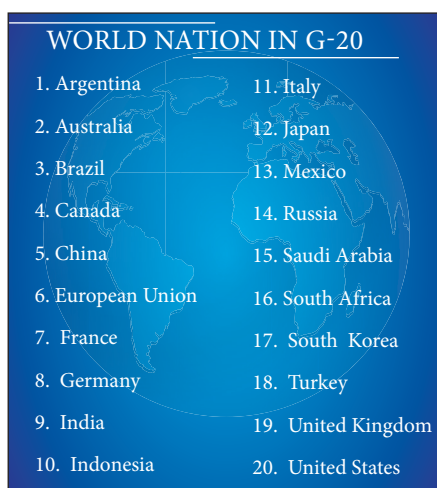 WORLD NATION IN G-20
1. Argentina
2. Australia
3. Brazil
4. Canada
5. China
6. European Union
7. France
8. Germany
9. India
10. Indonesia
11. Italy
12. Japan
13. Mexico
14. Russia
15. Saudi Arabia
16. South Africa
17. South Korea
18. Turkey
19. United Kingdom
20. United States